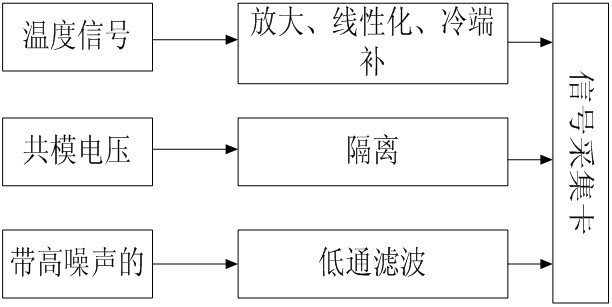 温度信号
放大、线性化、冷端
补
共模电压
隔离
带高噪声的
低通滤波
信号采集卡